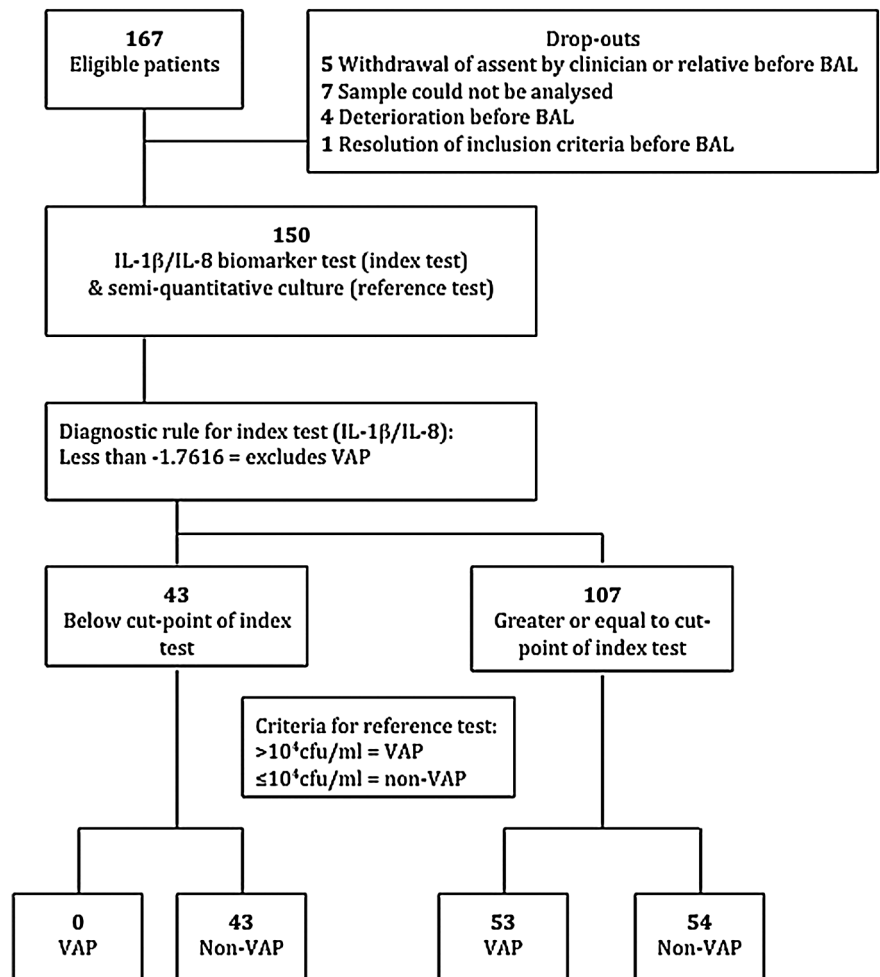 167
Eligible patients
Drop-outs
5 Withdrawal of assent by clinician or relative before BAL
7 Sample could not be analysed
4 Deterioration before BAL
1 Resolution of inclusion criteria before BAL
150
IL-1β/IL-8 biomarker test (index test)
& semi-quantitative culture (reference test)
Diagnostic rule for index test (IL-1β/IL-8):
Less than -1.7616 = excludes VAP
43
Below cut-point of index
test
107
Greater or equal to cut-
point of index test
Criteria for reference test:
>10⁴cfu/ml = VAP
≤10⁴cfu/ml = non-VAP
0
VAP
43
Non-VAP
53
VAP
54
Non-VAP